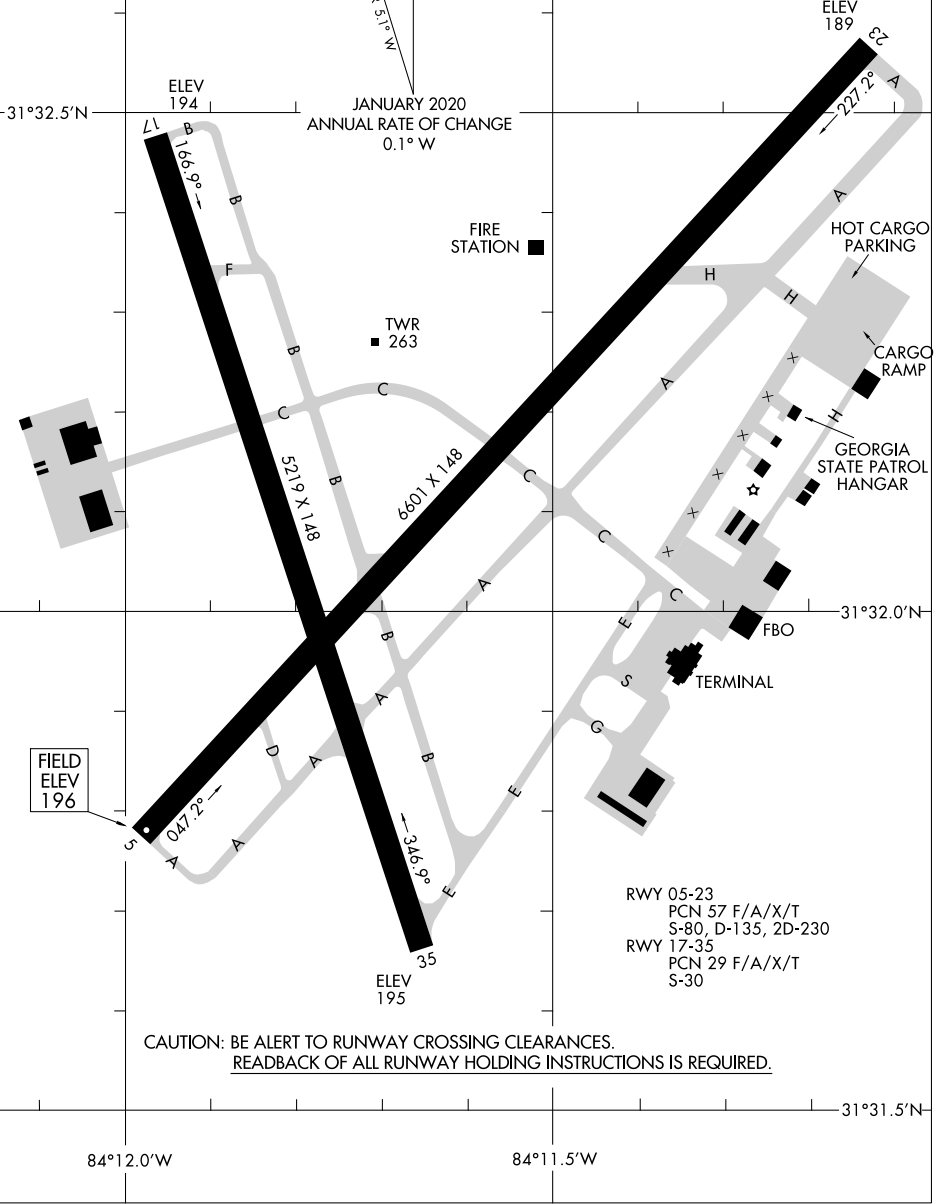 R 5.1° W
ELEV
189
23
A
227.2°
ELEV
194
31°32.5'N
JANUARY 2020
ANNUAL RATE OF CHANGE
0.1° W
17
B
166.9°
B
A
FIRE
STATION
HOT CARGO
PARKING
F
H
H
TWR
263
B
CARGO
RAMP
A
C
C
H
GEORGIA
STATE PATROL
HANGAR
X
X
X
X
X
X
5219 X 148
6601 X 148
B
C
C
A
C
31°32.0'N
E
FBO
B
TERMINAL
S
A
G
D
A
B
FIELD
ELEV
196
E
047.2°
5
A
A
346.9°
E
35
ELEV
195
RWY 05-23
PCN 57 F/A/X/T
S-80, D-135, 2D-230
RWY 17-35
PCN 29 F/A/X/T
S-30
CAUTION: BE ALERT TO RUNWAY CROSSING CLEARANCES.
READBACK OF ALL RUNWAY HOLDING INSTRUCTIONS IS REQUIRED.
31°31.5'N
84°12.0'W
84°11.5'W